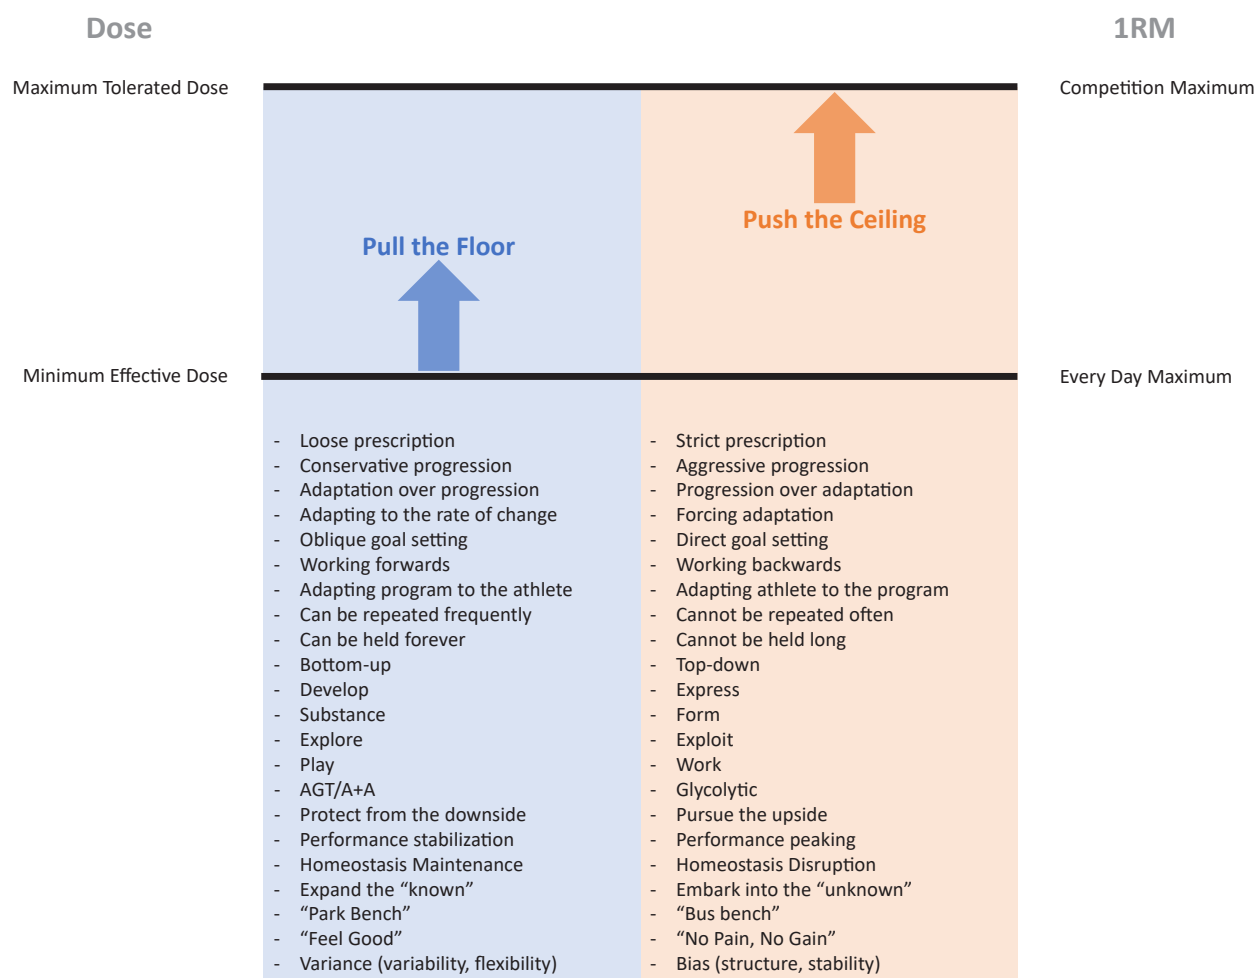 Dose
1RM
Maximum Tolerated Dose
Competition Maximum
Push the Ceiling
Pull the Floor
Minimum Effective Dose
Every Day Maximum
- Loose prescription
- Conservative progression
- Adaptation over progression
- Adapting to the rate of change
- Oblique goal setting
- Working forwards
- Adapting program to the athlete
- Can be repeated frequently
- Can be held forever
- Bottom-up
- Develop
- Substance
- Explore
- Play
- AGT/A+A
- Protect from the downside
- Performance stabilization
- Homeostasis Maintenance
- Expand the “known”
- “Park Bench”
- “Feel Good”
- Variance (variability, flexibility)
- Strict prescription
- Aggressive progression
- Progression over adaptation
- Forcing adaptation
- Direct goal setting
- Working backwards
- Adapting athlete to the program
- Cannot be repeated often
- Cannot be held long
- Top-down
- Express
- Form
- Exploit
- Work
- Glycolytic
- Pursue the upside
- Performance peaking
- Homeostasis Disruption
- Embark into the “unknown”
- “Bus bench”
- “No Pain, No Gain”
- Bias (structure, stability)